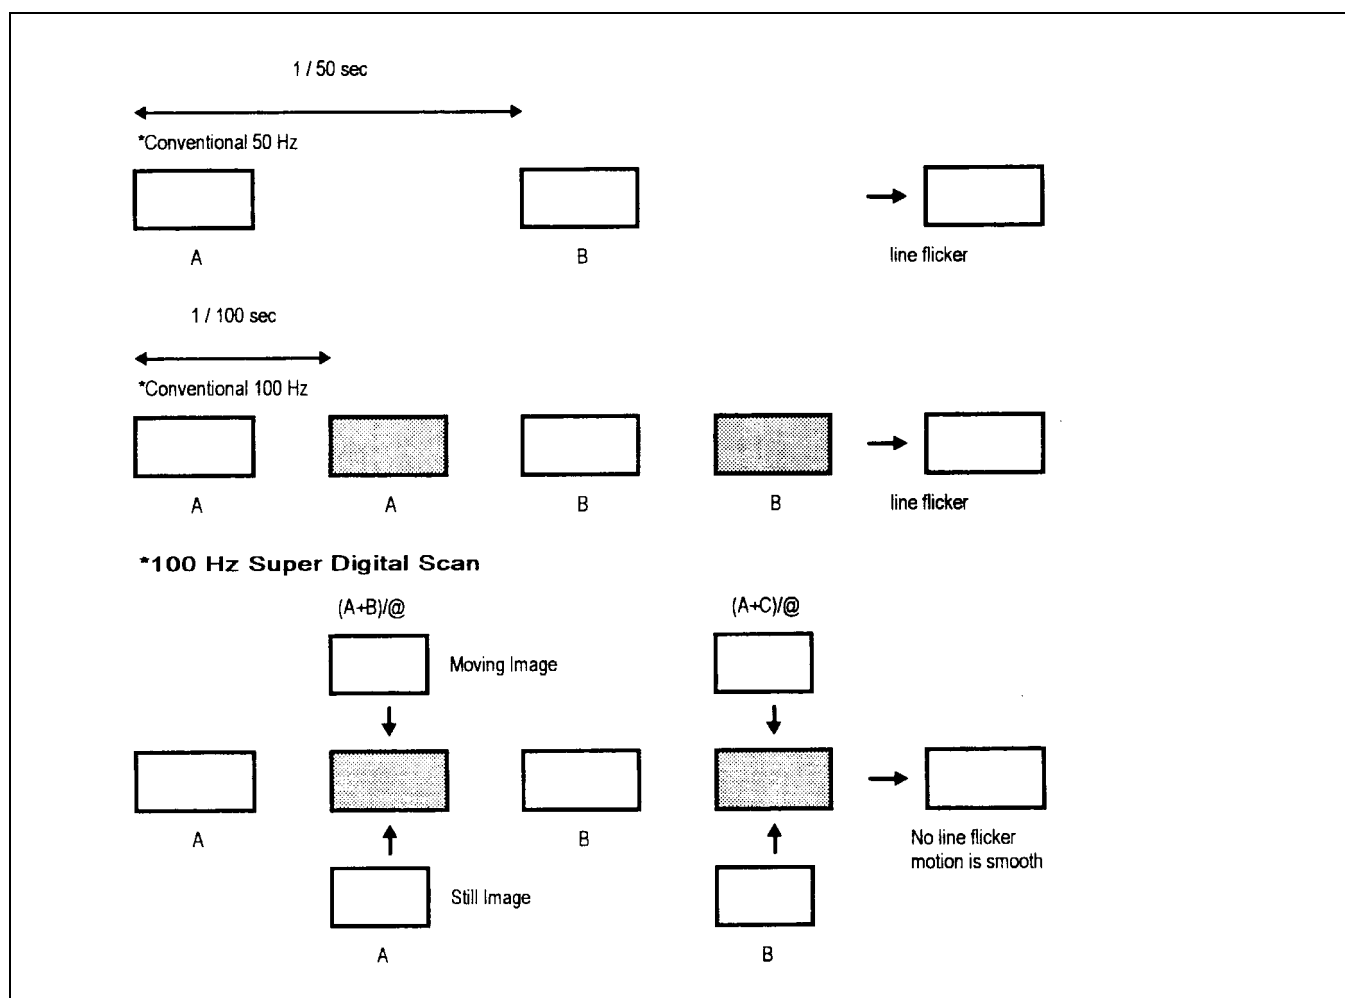 1 / 50 sec
*Conventional 50 Hz
A B
line flicker
1 / 100 sec
*Conventional 100 Hz
A A B B
line flicker
*100 Hz Super Digital Scan
(A+B)/@ (A+C)/@
Moving Image
A B
No line flicker
motion is smooth
Still Image
A B